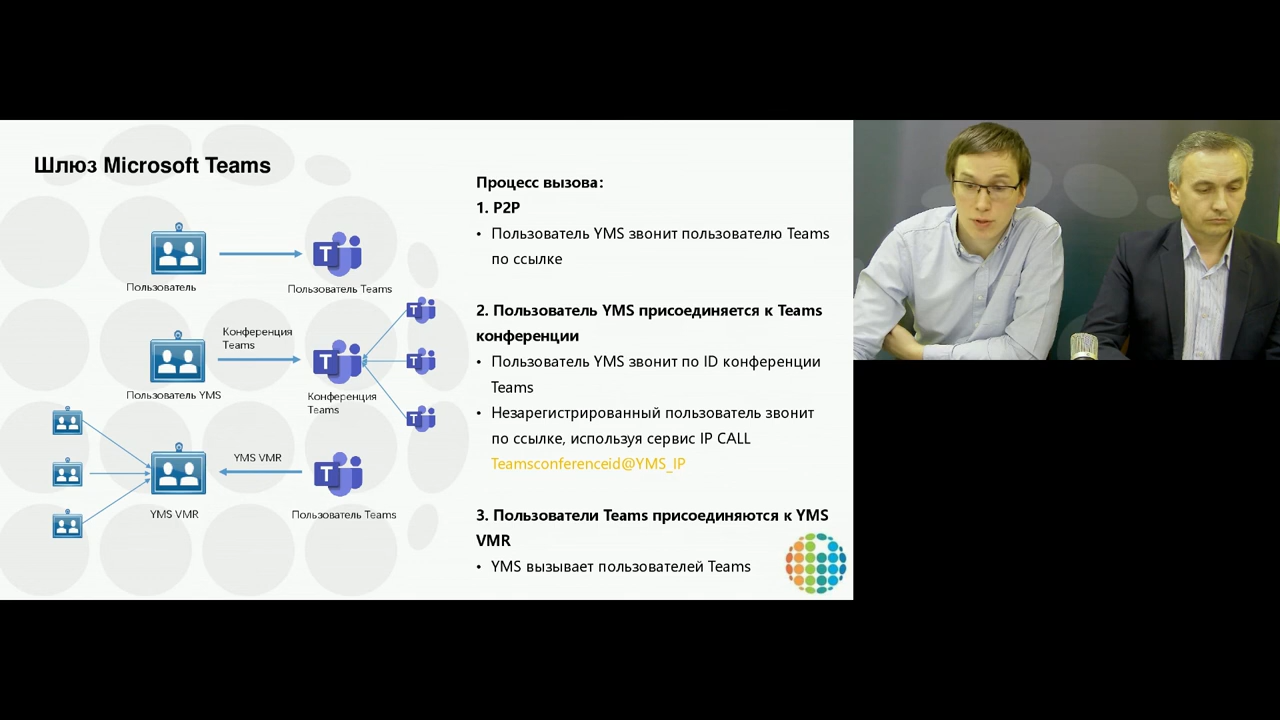 Шлюз Microsoft Teams
Пользователь
Пользователь Teams
Конференция
Teams
Пользователь YMS
Конференция
Teams
YMS VMR
YMS VMR
Пользователь Teams
Процесс вызова:
1. P2P
• Пользователь YMS звонит пользователю Teams
по ссылке
2. Пользователь YMS присоединяется к Teams
конференции
• Пользователь YMS звонит по ID конференции
Teams
• Незарегистрированный пользователь звонит
по ссылке, используя сервис IP CALL
Teamsconferenceid@YMS_IP
3. Пользователи Teams присоединяются к YMS
VMR
• YMS вызывает пользователей Teams